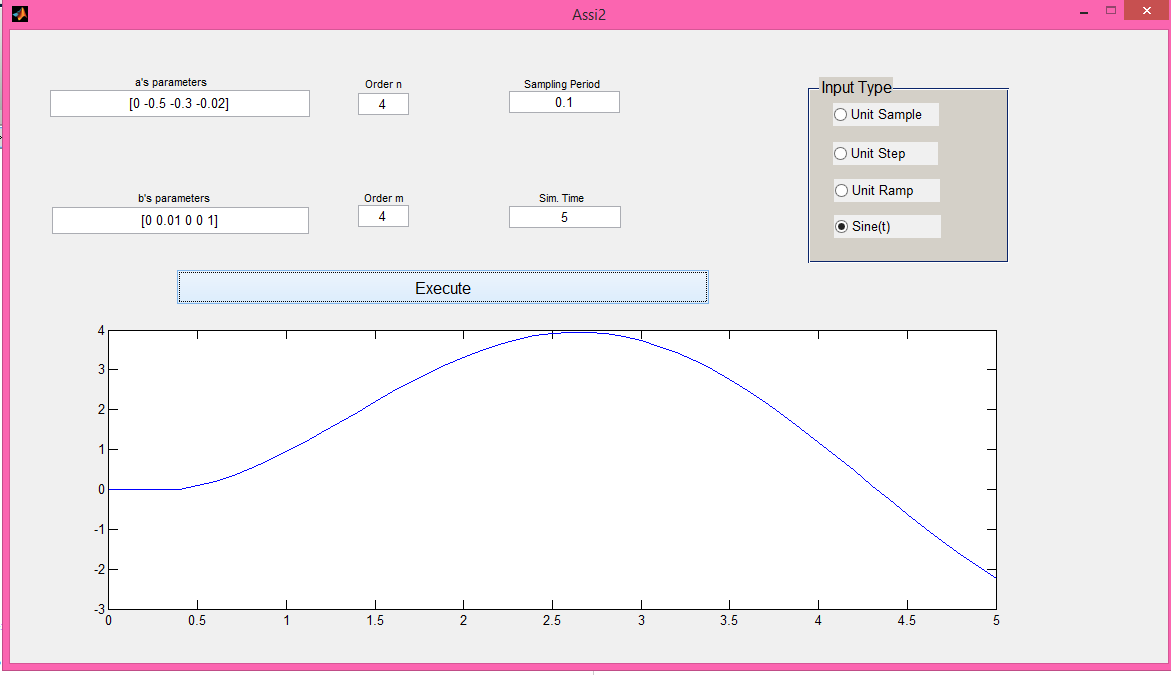 Assi2
a's parameters
[0 -0.5 -0.3 -0.02]
Order n
4
Sampling Period
0.1
Input Type
Unit Sample
Unit Step
Unit Ramp
Sine(t)
b's parameters
[0 0.01 0 0 1]
Order m
4
Sim. Time
5
Execute
4
3
2
1
0
-1
-2
-3
0 0.5 1 1.5 2 2.5 3 3.5 4 4.5 5